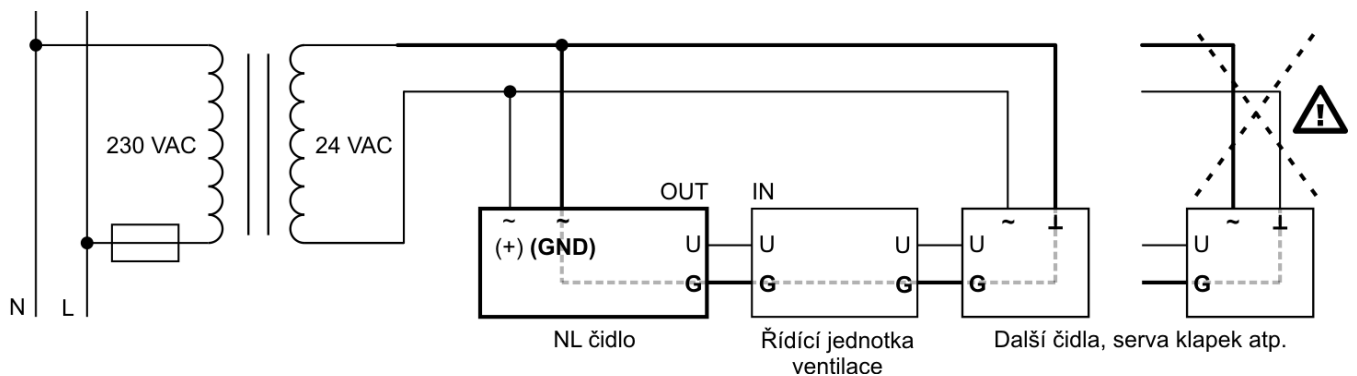 230 VAC
24 VAC
OUT
IN
~
~
~
⊥
~
⊥
(+) (GND)
U
U
U
U
U
G
G
G
G
G
N
L
NL čidlo
Řídící jednotka
ventilace
Další čidla, serva klapek atp.